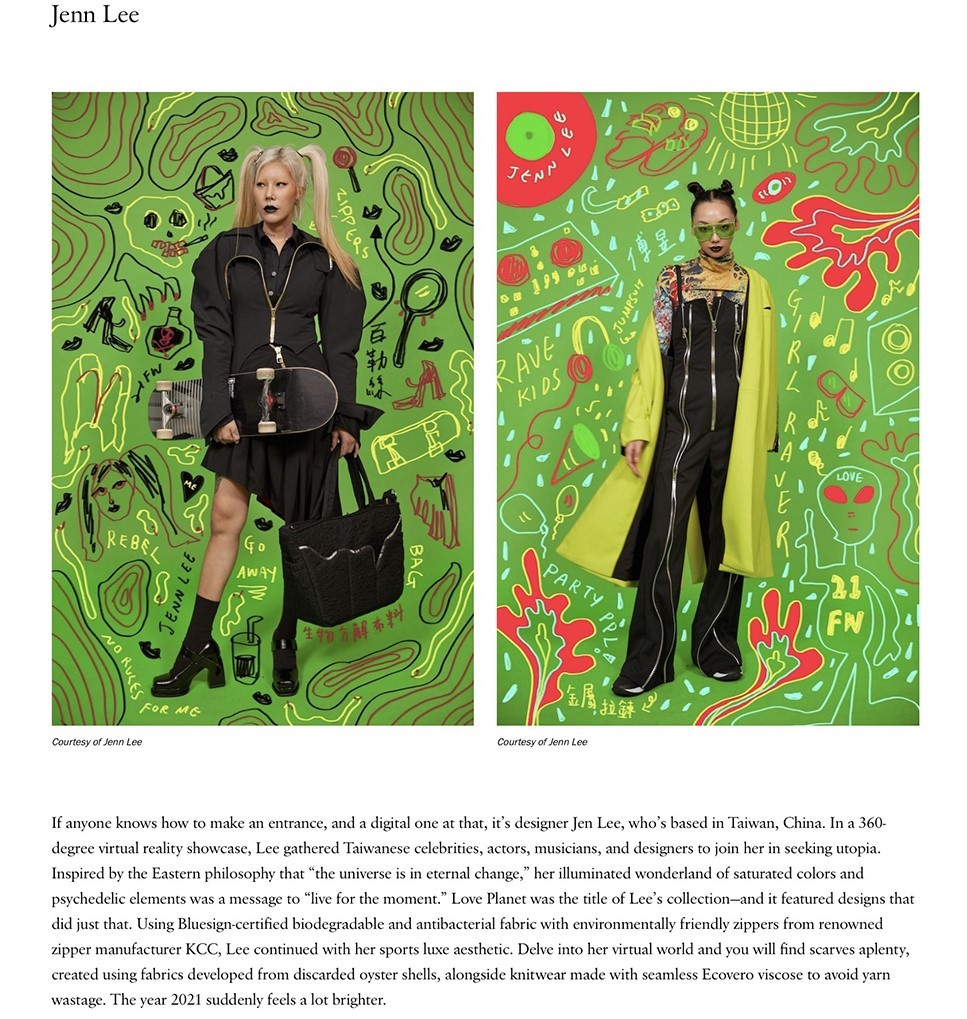 Jenn Lee
ZIPPERS
百勒絲
FW
ME
REBEL
JENN LEE
GO
AWAY
BAG
生物分解布料
NO RULES
FOR ME
JENN LEE
JUMPSUIT
RAVE
KIDS
GIRL RAVER
LOVE
PARTY PPL!
21
FW
金屬拉鍊
Courtesy of Jenn Lee
Courtesy of Jenn Lee
If anyone knows how to make an entrance, and a digital one at that, it’s designer Jen Lee, who’s based in Taiwan, China. In a 360-
degree virtual reality showcase, Lee gathered Taiwanese celebrities, actors, musicians, and designers to join her in seeking utopia.
Inspired by the Eastern philosophy that “the universe is in eternal change,” her illuminated wonderland of saturated colors and
psychedelic elements was a message to “live for the moment.” Love Planet was the title of Lee’s collection—and it featured designs that
did just that. Using Bluesign-certified biodegradable and antibacterial fabric with environmentally friendly zippers from renowned
zipper manufacturer KCC, Lee continued with her sports luxe aesthetic. Delve into her virtual world and you will find scarves aplenty,
created using fabrics developed from discarded oyster shells, alongside knitwear made with seamless Ecovero viscose to avoid yarn
wastage. The year 2021 suddenly feels a lot brighter.